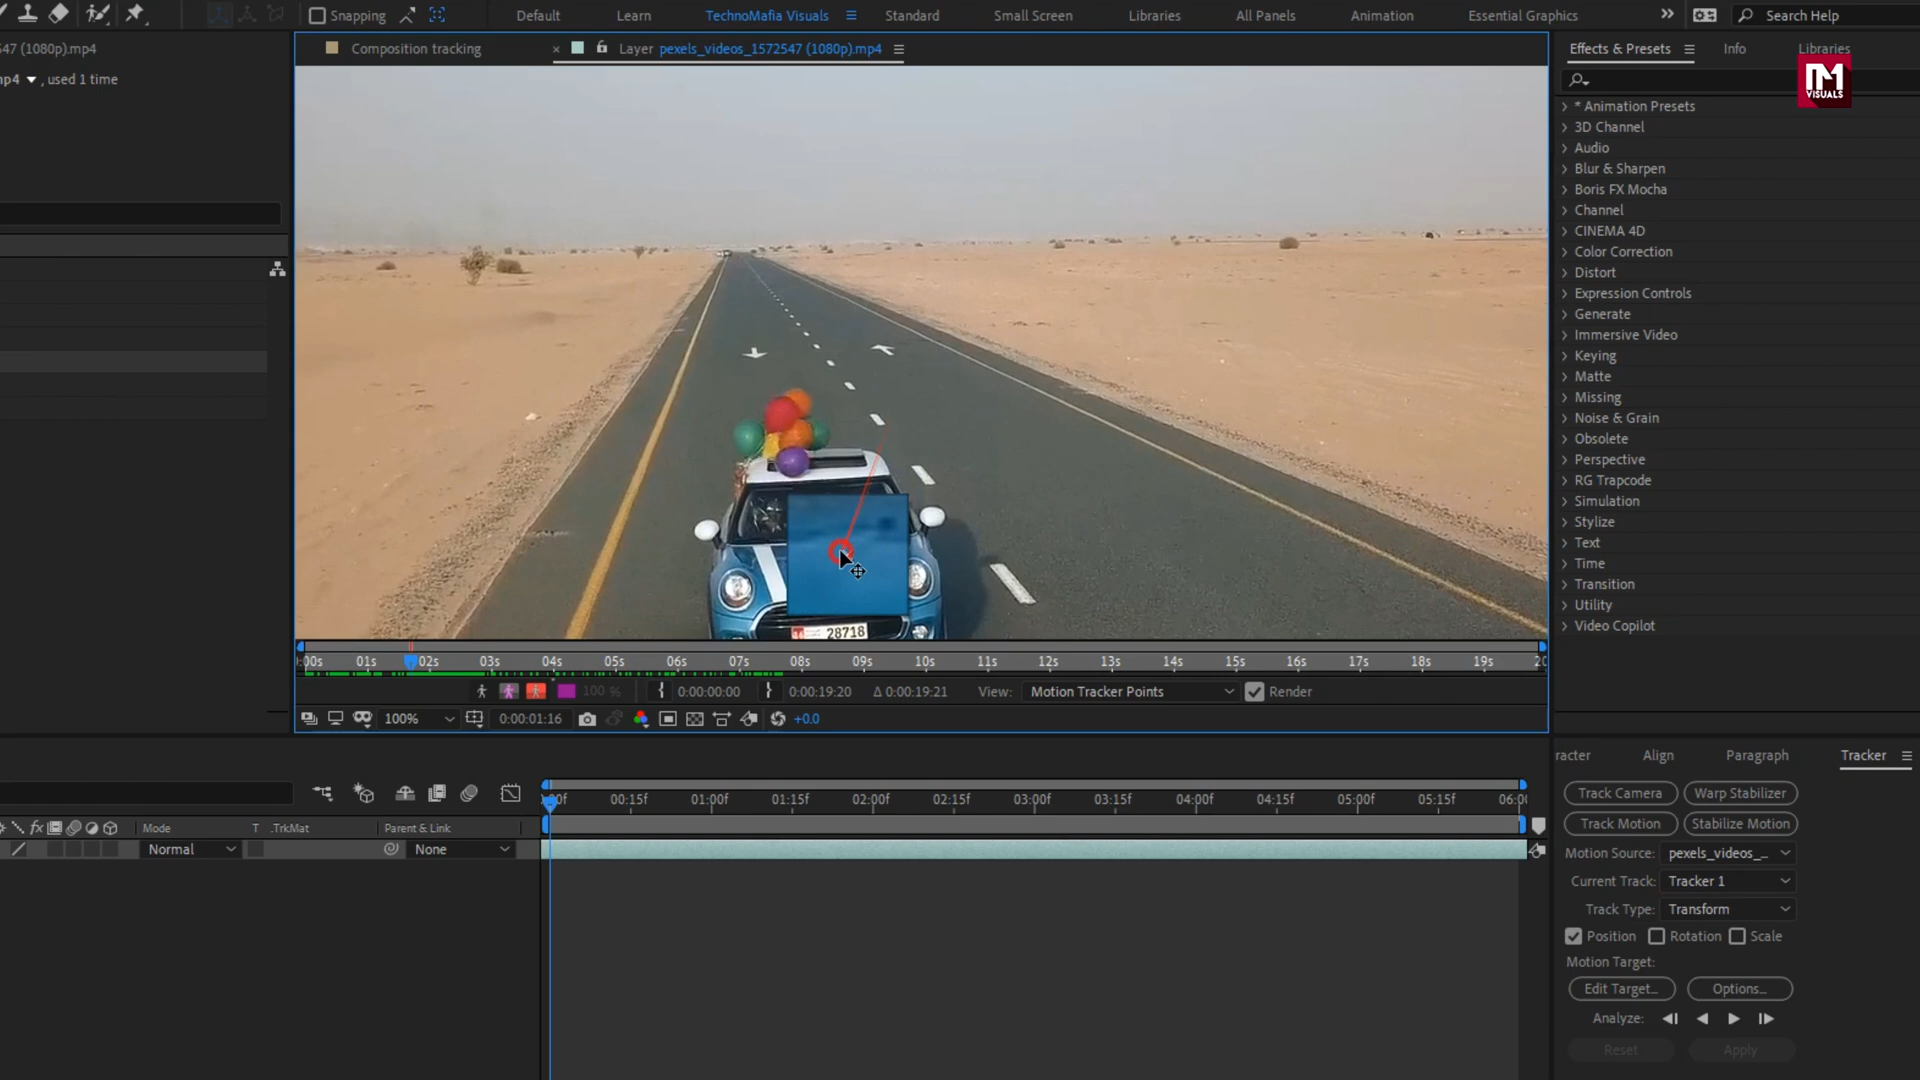 Snapping
Default
Learn
TechnoMafia Visuals
Standard
Small Screen
Libraries
All Panels
Animation
Essential Graphics
Search Help
47 (1080p).mp4
Composition tracking
Layer pexels_videos_1572547 (1080p).mp4
Effects & Presets
Info
Libraries
, used 1 time
VISUALS
* Animation Presets
3D Channel
Audio
Blur & Sharpen
Boris FX Mocha
Channel
CINEMA 4D
Color Correction
Distort
Expression Controls
Generate
Immersive Video
Keying
Matte
Missing
Noise & Grain
Obsolete
Perspective
RG Trapcode
Simulation
Stylize
Text
Time
Transition
Utility
Video Copilot
28718
:00s 01s 02s 03s 04s 05s 06s 07s 08s 09s 10s 11s 12s 13s 14s 15s 16s 17s 18s 19s 20
100 %
0:00:00:00
0:00:19:20
Δ 0:00:19:21
View:
Motion Tracker Points
Render
100%
0:00:01:16
+0.0
racter
Align
Paragraph
Tracker
00:15f 01:00f 01:15f 02:00f 02:15f 03:00f 03:15f 04:00f 04:15f 05:00f 05:15f 06:0
Track Camera
Warp Stabilizer
Mode
T .TrkMat
Parent & Link
Track Motion
Stabilize Motion
Normal
None
Motion Source: pexels_videos_...
Current Track: Tracker 1
Track Type: Transform
Position
Rotation
Scale
Motion Target:
Edit Target...
Options...
Analyze:
Reset
Apply